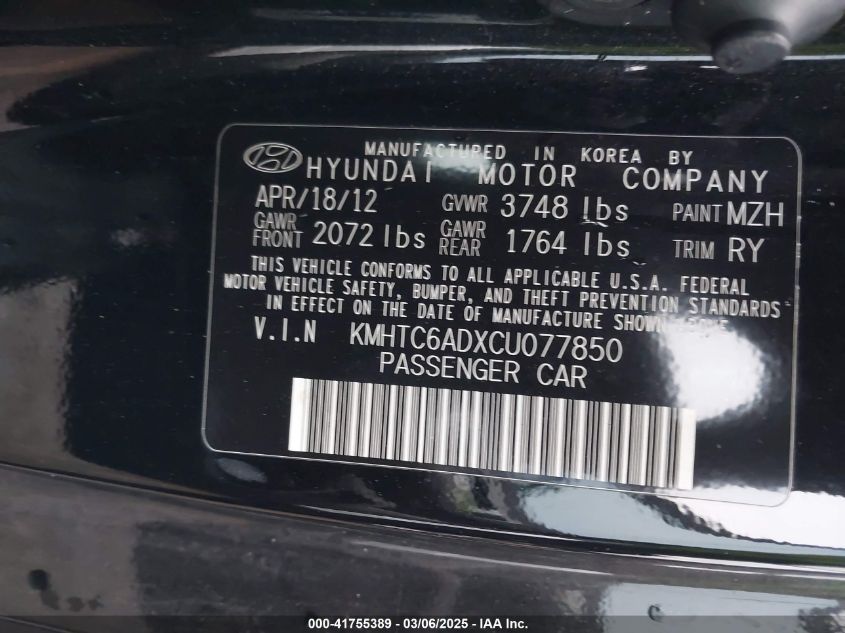 MANUFACTURED IN KOREA BY
HYUNDAI MOTOR COMPANY
APR/18/12 GVWR 3748 lbs PAINT MZH
GAWR FRONT 2072 lbs GAWR REAR 1764 lbs TRIM RY
THIS VEHICLE CONFORMS TO ALL APPLICABLE U.S.A. FEDERAL
MOTOR VEHICLE SAFETY, BUMPER, AND THEFT PREVENTION STANDARDS
IN EFFECT ON THE DATE OF MANUFACTURE SHOWN ABOVE
V.I.N KMHTC6ADXCU077850
PASSENGER CAR
000-41755389 - 03/06/2025 - IAA, Inc.